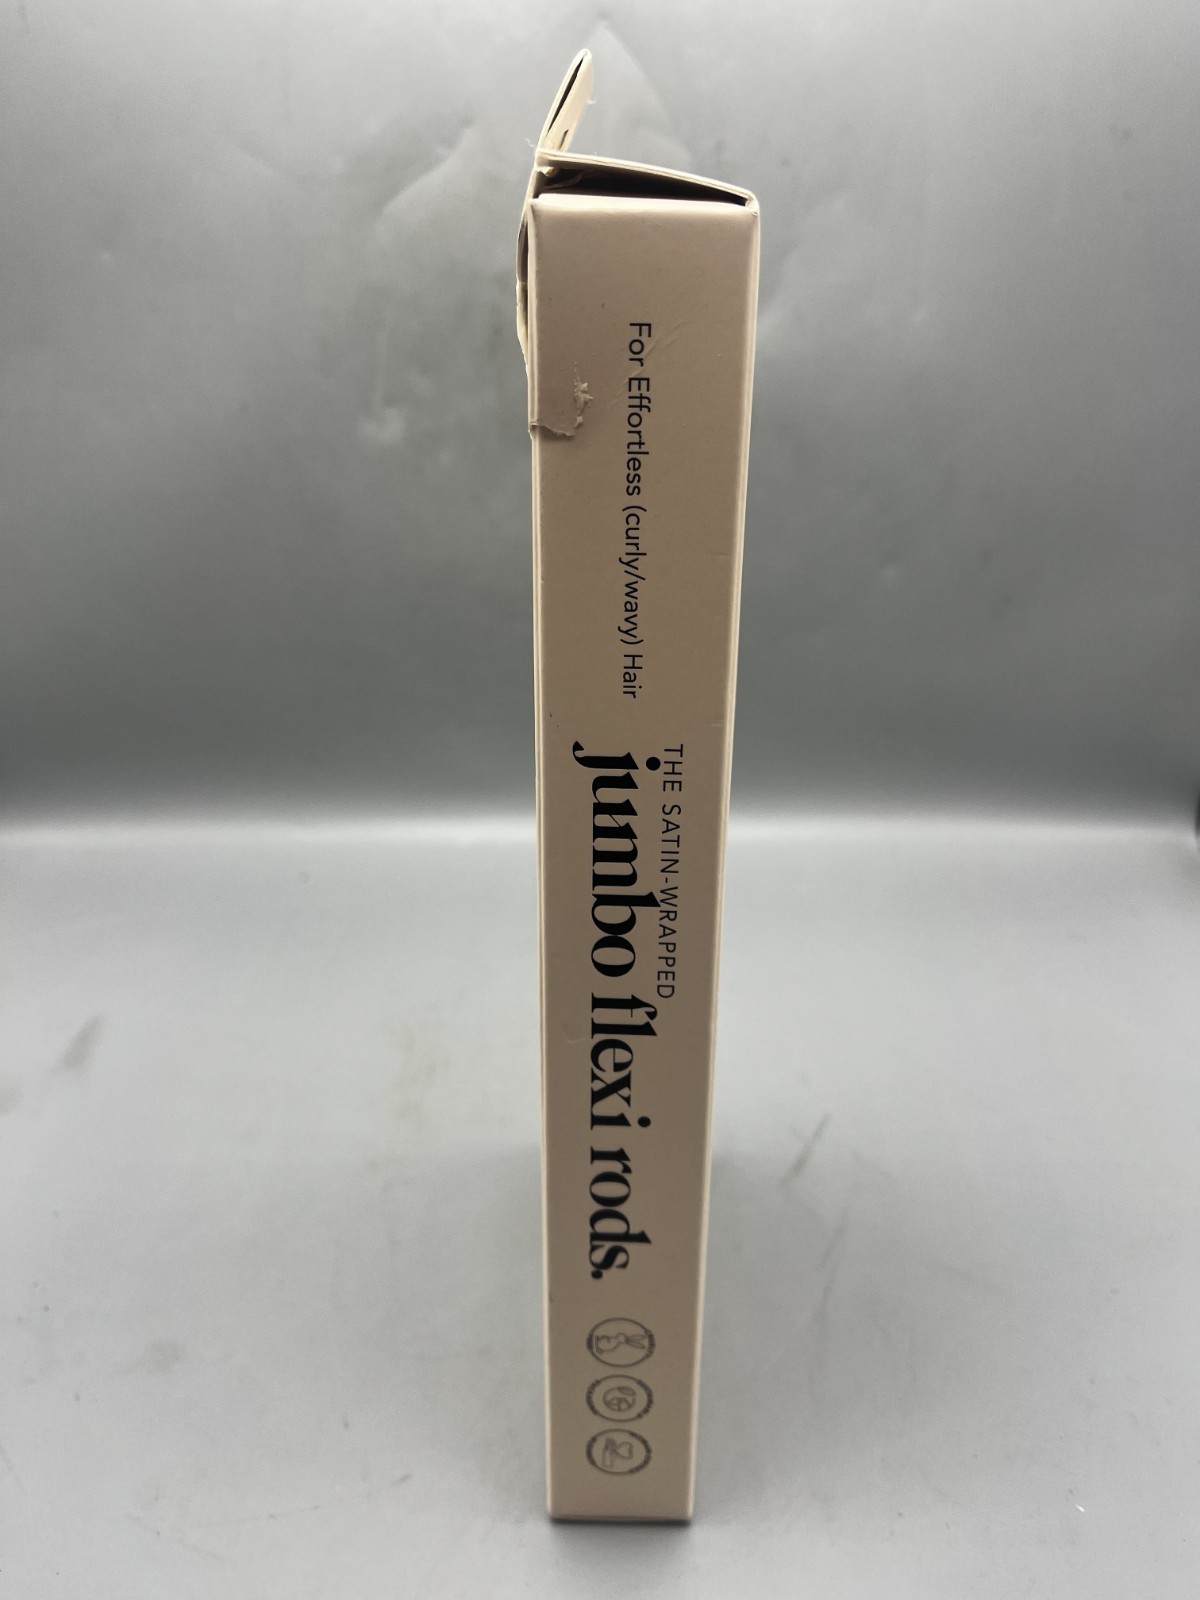 For Effortless (curly/wavy) Hair
THE SATIN-WRAPPED
jumbo flexi rods.